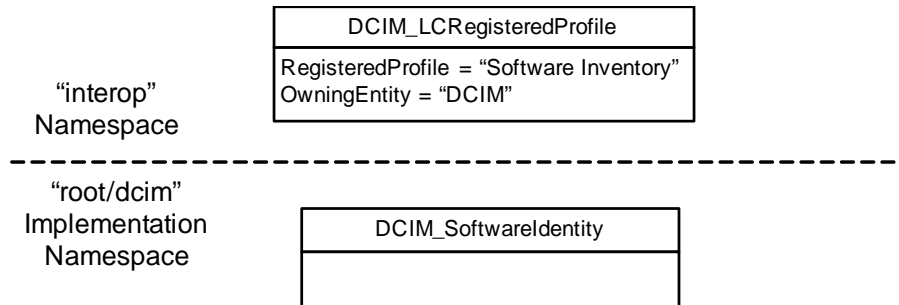 DCIM_LCRegisteredProfile
RegisteredProfile = “Software Inventory”
OwningEntity = “DCIM”
“interop”
Namespace
“root/dcim”
Implementation
Namespace
DCIM_SoftwareIdentity